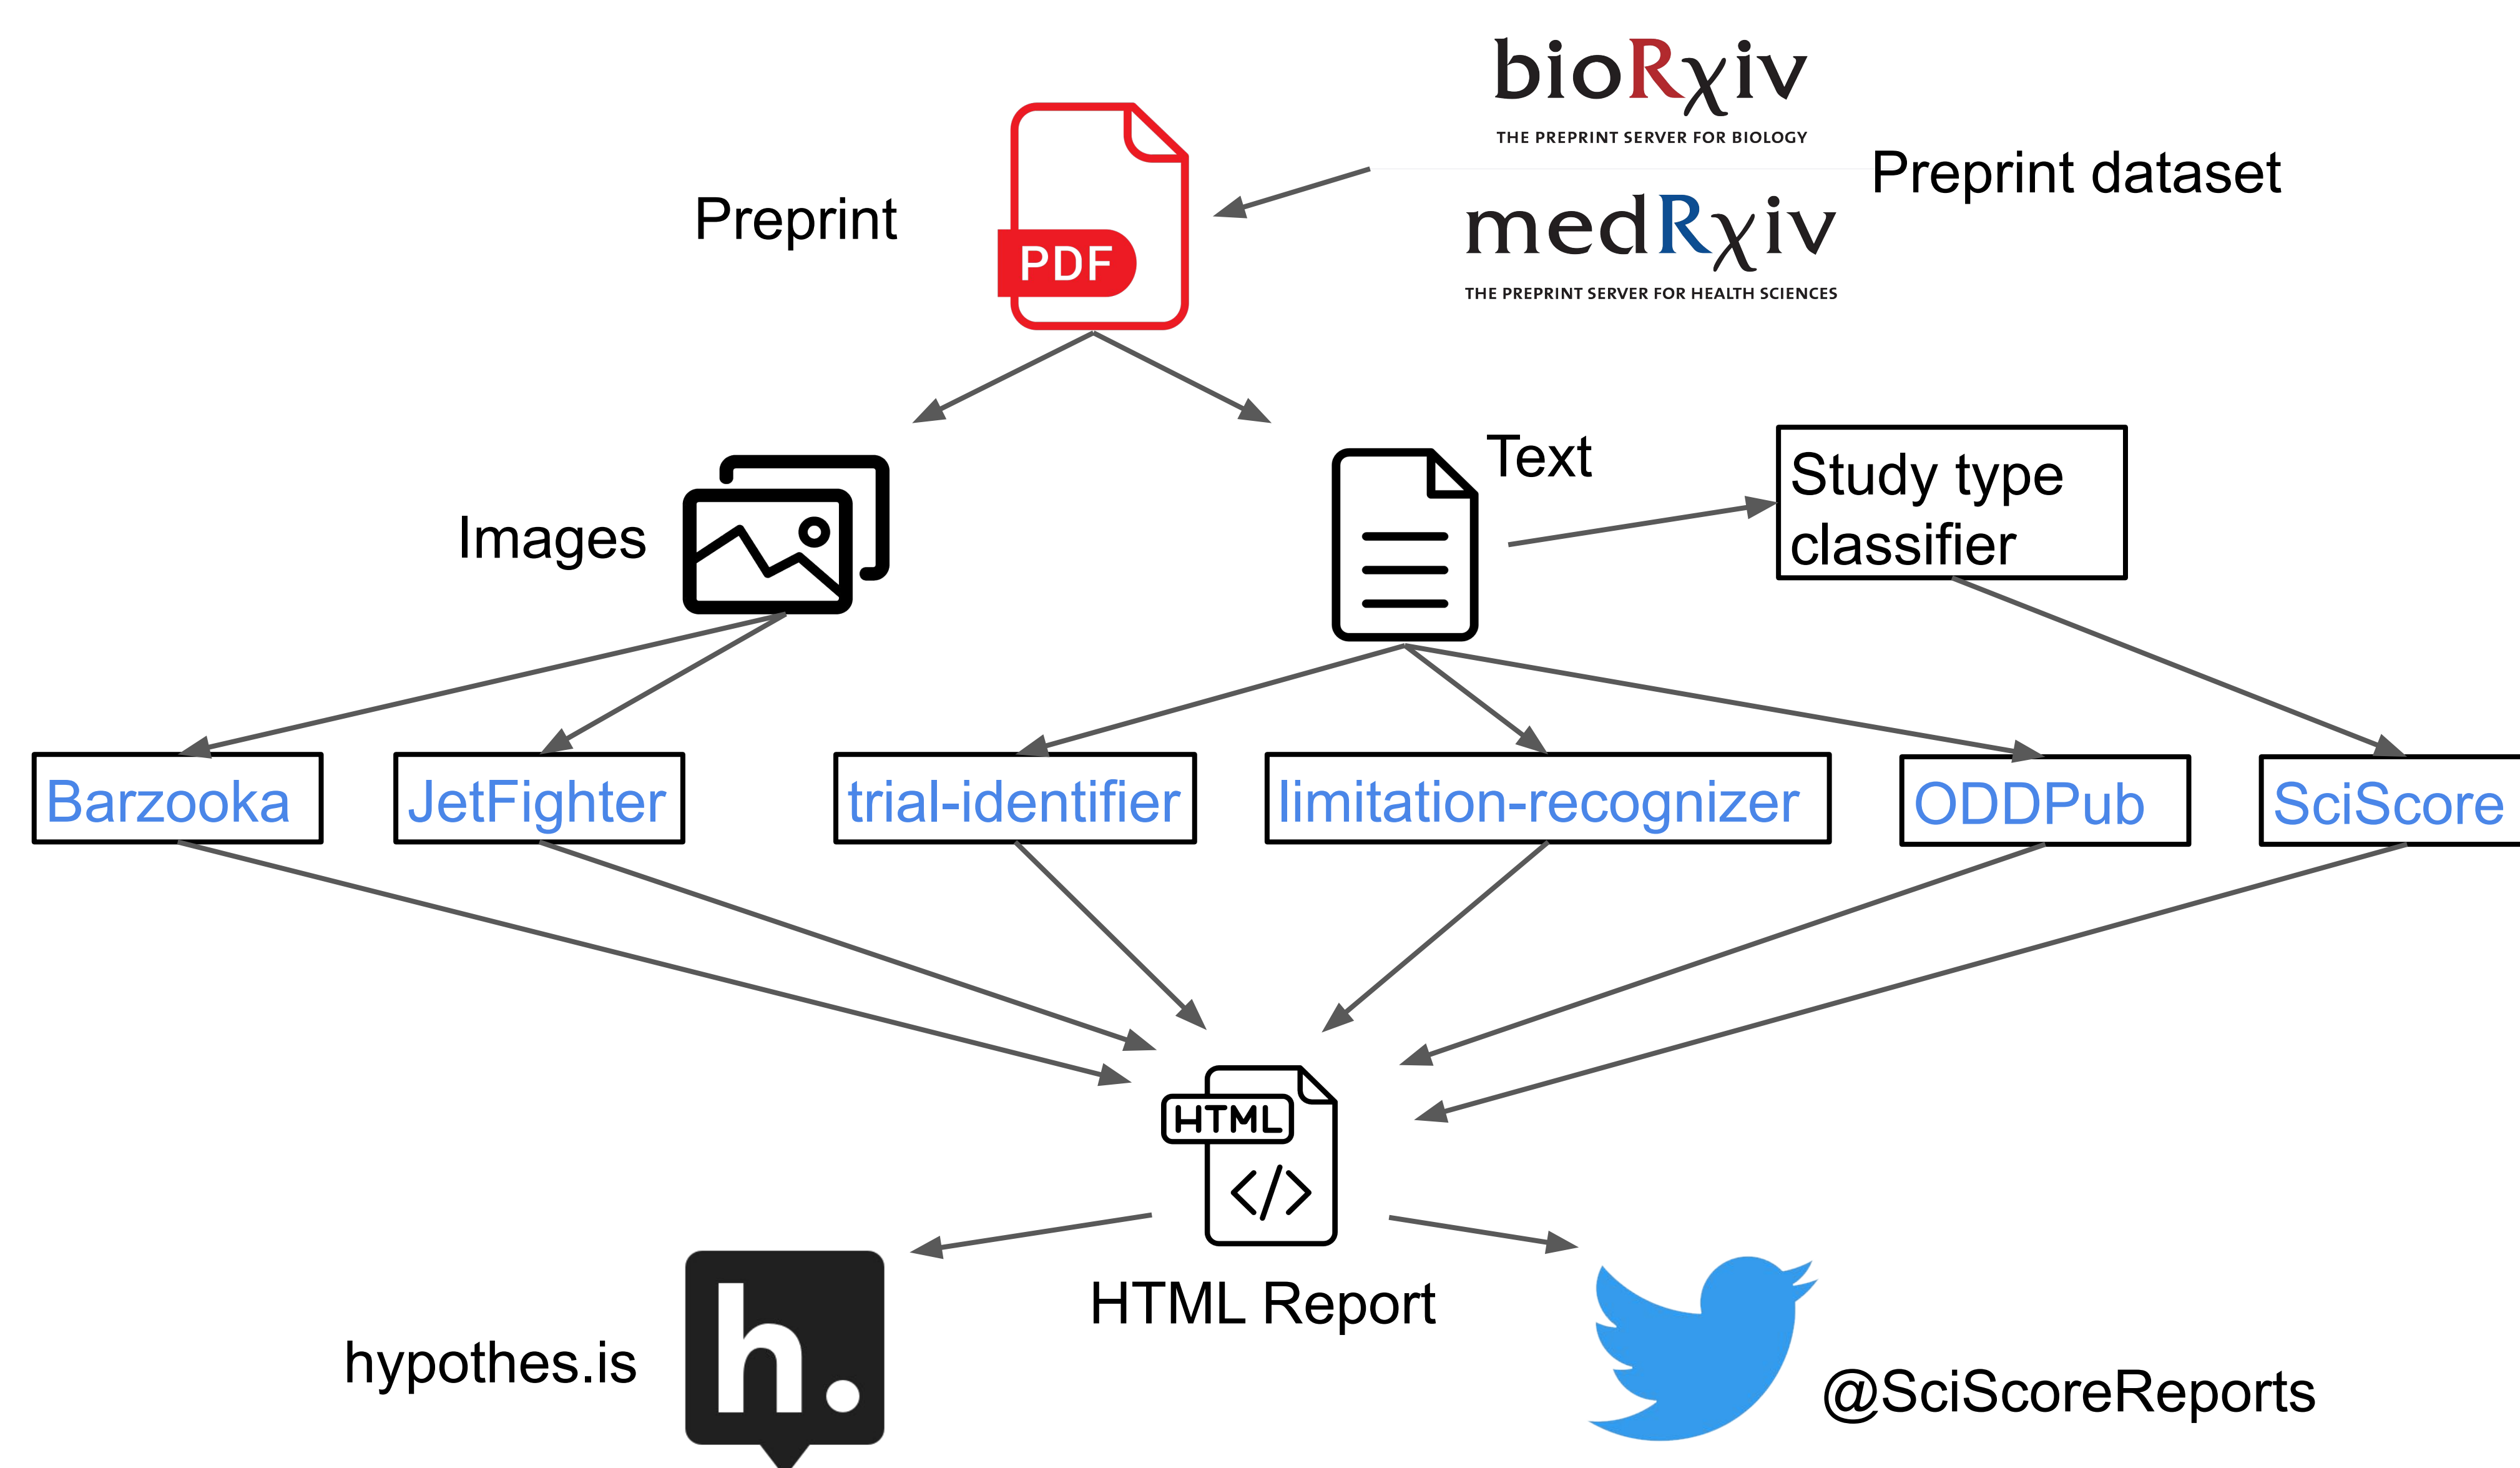 bioRχiv
THE PREPRINT SERVER FOR BIOLOGY
Preprint dataset
Preprint
PDF
medRχiv
THE PREPRINT SERVER FOR HEALTH SCIENCES
Text
Study type
classifier
Images
Barzooka
JetFighter
trial-identifier
limitation-recognizer
ODDPub
SciScore
HTML
</>
HTML Report
h.
hypothes.is
@SciScoreReports